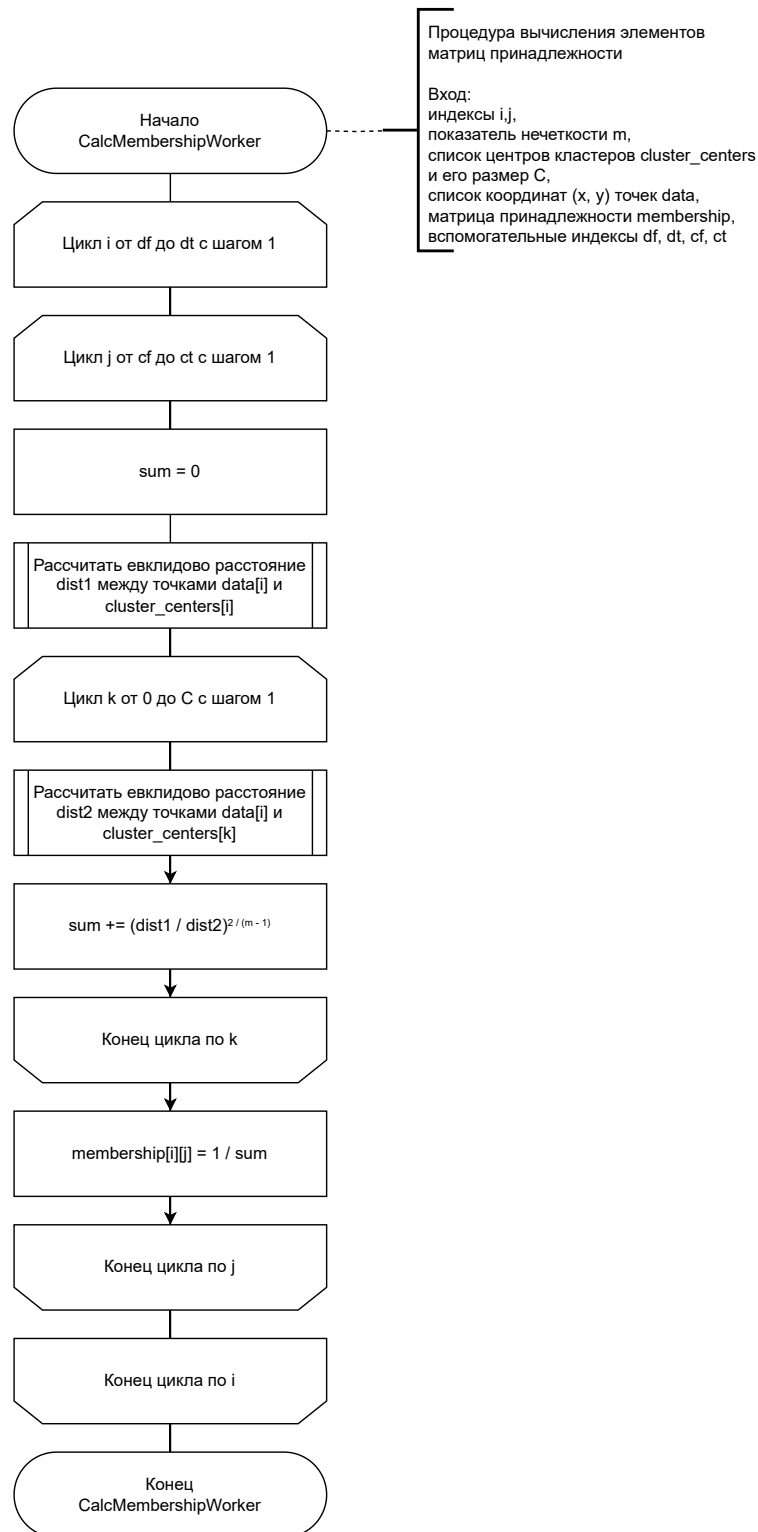 Процедура вычисления элементов
матриц принадлежности
Вход:
индексы i,j,
показатель нечеткости m,
список центров кластеров cluster_centers
и его размер C,
список координат (x, y) точек data,
матрица принадлежности membership,
вспомогательные индексы df, dt, cf, ct
Начало
CalcMembershipWorker
Цикл i от df до dt с шагом 1
Цикл j от cf до ct с шагом 1
sum = 0
Рассчитать евклидово расстояние
dist1 между точками data[i] и
cluster_centers[i]
Цикл k от 0 до C с шагом 1
Рассчитать евклидово расстояние
dist2 между точками data[i] и
cluster_centers[k]
sum += (dist1 / dist2)^2 / (m - 1)
Конец цикла по k
membership[i][j] = 1 / sum
Конец цикла по j
Конец цикла по i
Конец
CalcMembershipWorker